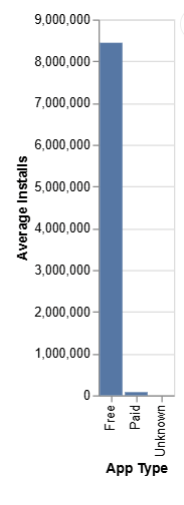 9,000,000
8,000,000
7,000,000
6,000,000
5,000,000
4,000,000
3,000,000
2,000,000
1,000,000
0
Average Installs
Free
Paid
Unknown
App Type